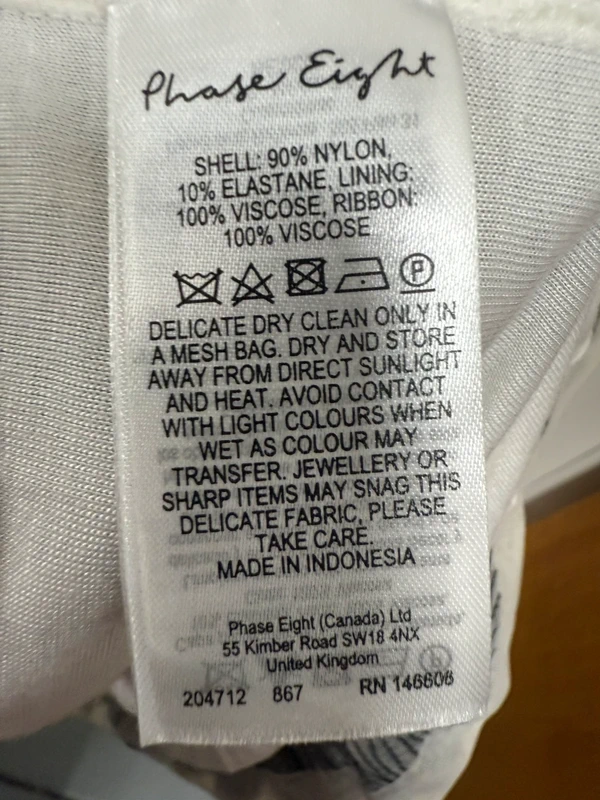 Phase Eight
SHELL: 90% NYLON,
10% ELASTANE, LINING:
100% VISCOSE, RIBBON:
100% VISCOSE
P
DELICATE DRY CLEAN ONLY IN
A MESH BAG. DRY AND STORE
AWAY FROM DIRECT SUNLIGHT
AND HEAT. AVOID CONTACT
WITH LIGHT COLOURS WHEN
WET AS COLOUR MAY
TRANSFER. JEWELLERY OR
SHARP ITEMS MAY SNAG THIS
DELICATE FABRIC, PLEASE
TAKE CARE.
MADE IN INDONESIA
Phase Eight (Canada) Ltd
55 Kimber Road SW18 4NX
United Kingdom
204712 867 RN 146606